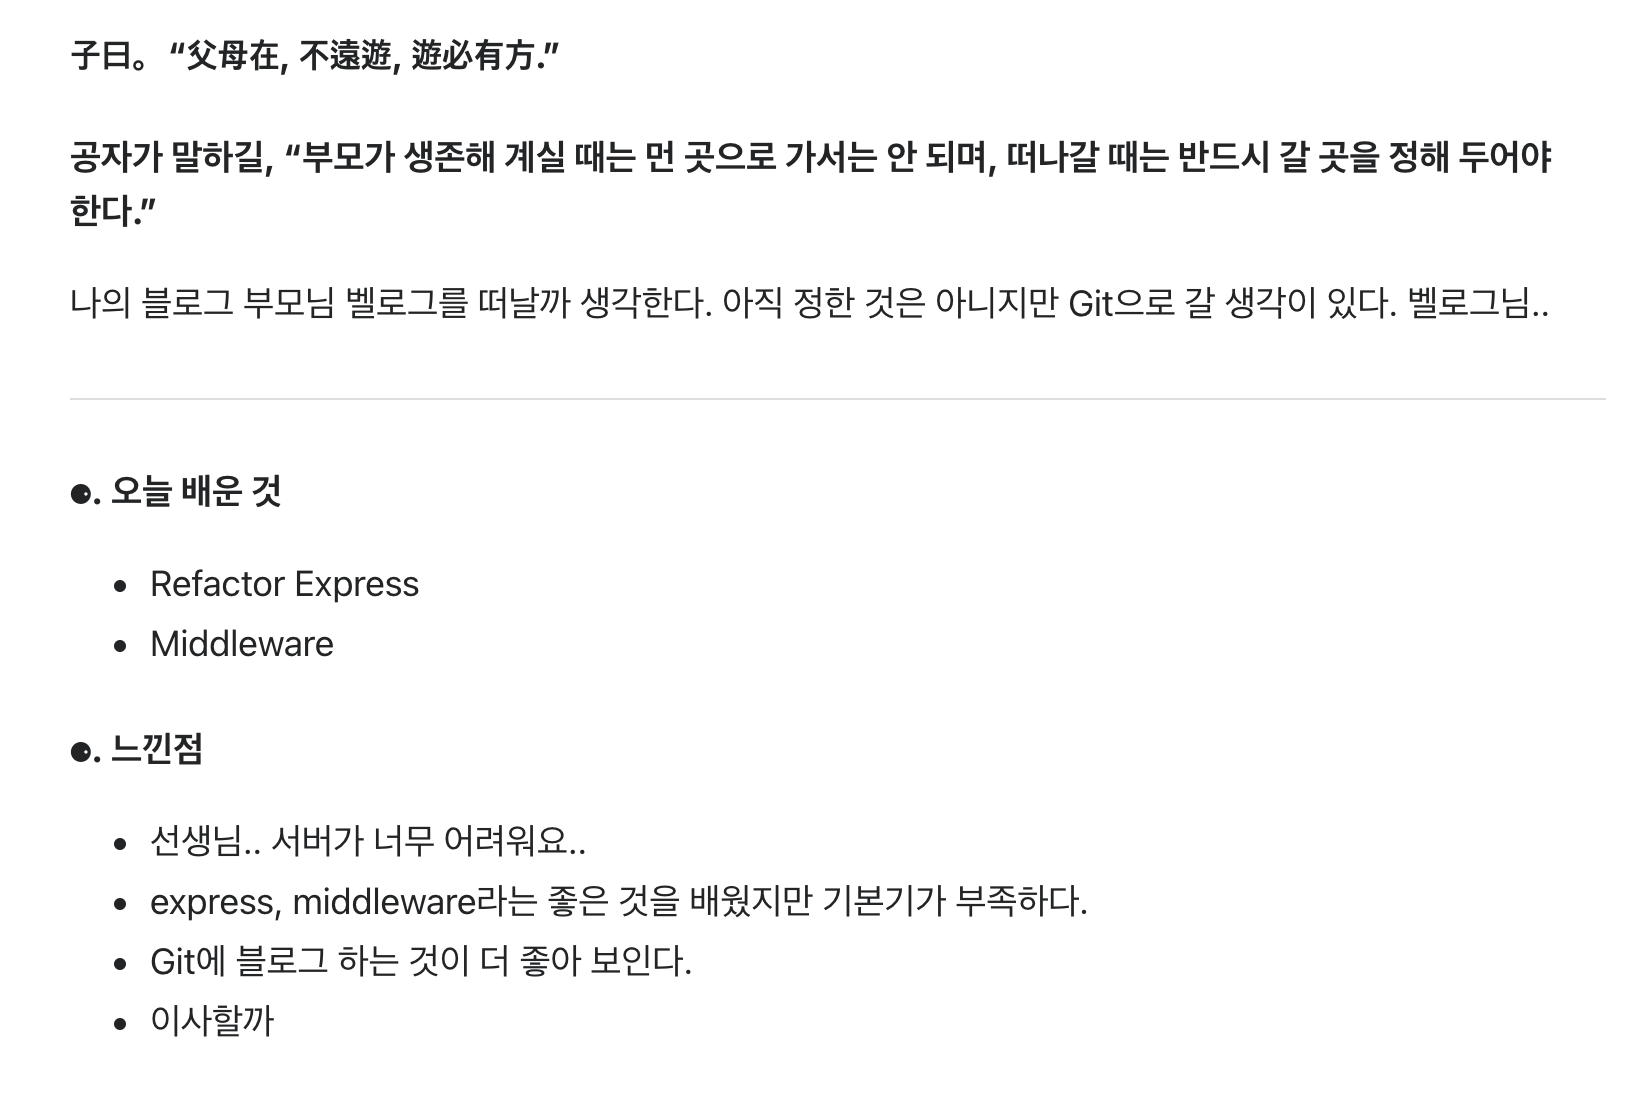 子曰。 “父母在, 不遠遊, 遊必有方.”
공자가 말하길, “부모가 생존해 계실 때는 먼 곳으로 가서는 안 되며, 떠나갈 때는 반드시 갈 곳을 정해 두어야
한다.”
나의 블로그 부모님 벨로그를 떠날까 생각한다. 아직 정한 것은 아니지만 Git으로 갈 생각이 있다. 벨로그님..
⚈. 오늘 배운 것
• Refactor Express
• Middleware
⚈. 느낀점
• 선생님.. 서버가 너무 어려워요..
• express, middleware라는 좋은 것을 배웠지만 기본기가 부족하다.
• Git에 블로그 하는 것이 더 좋아 보인다.
• 이사할까